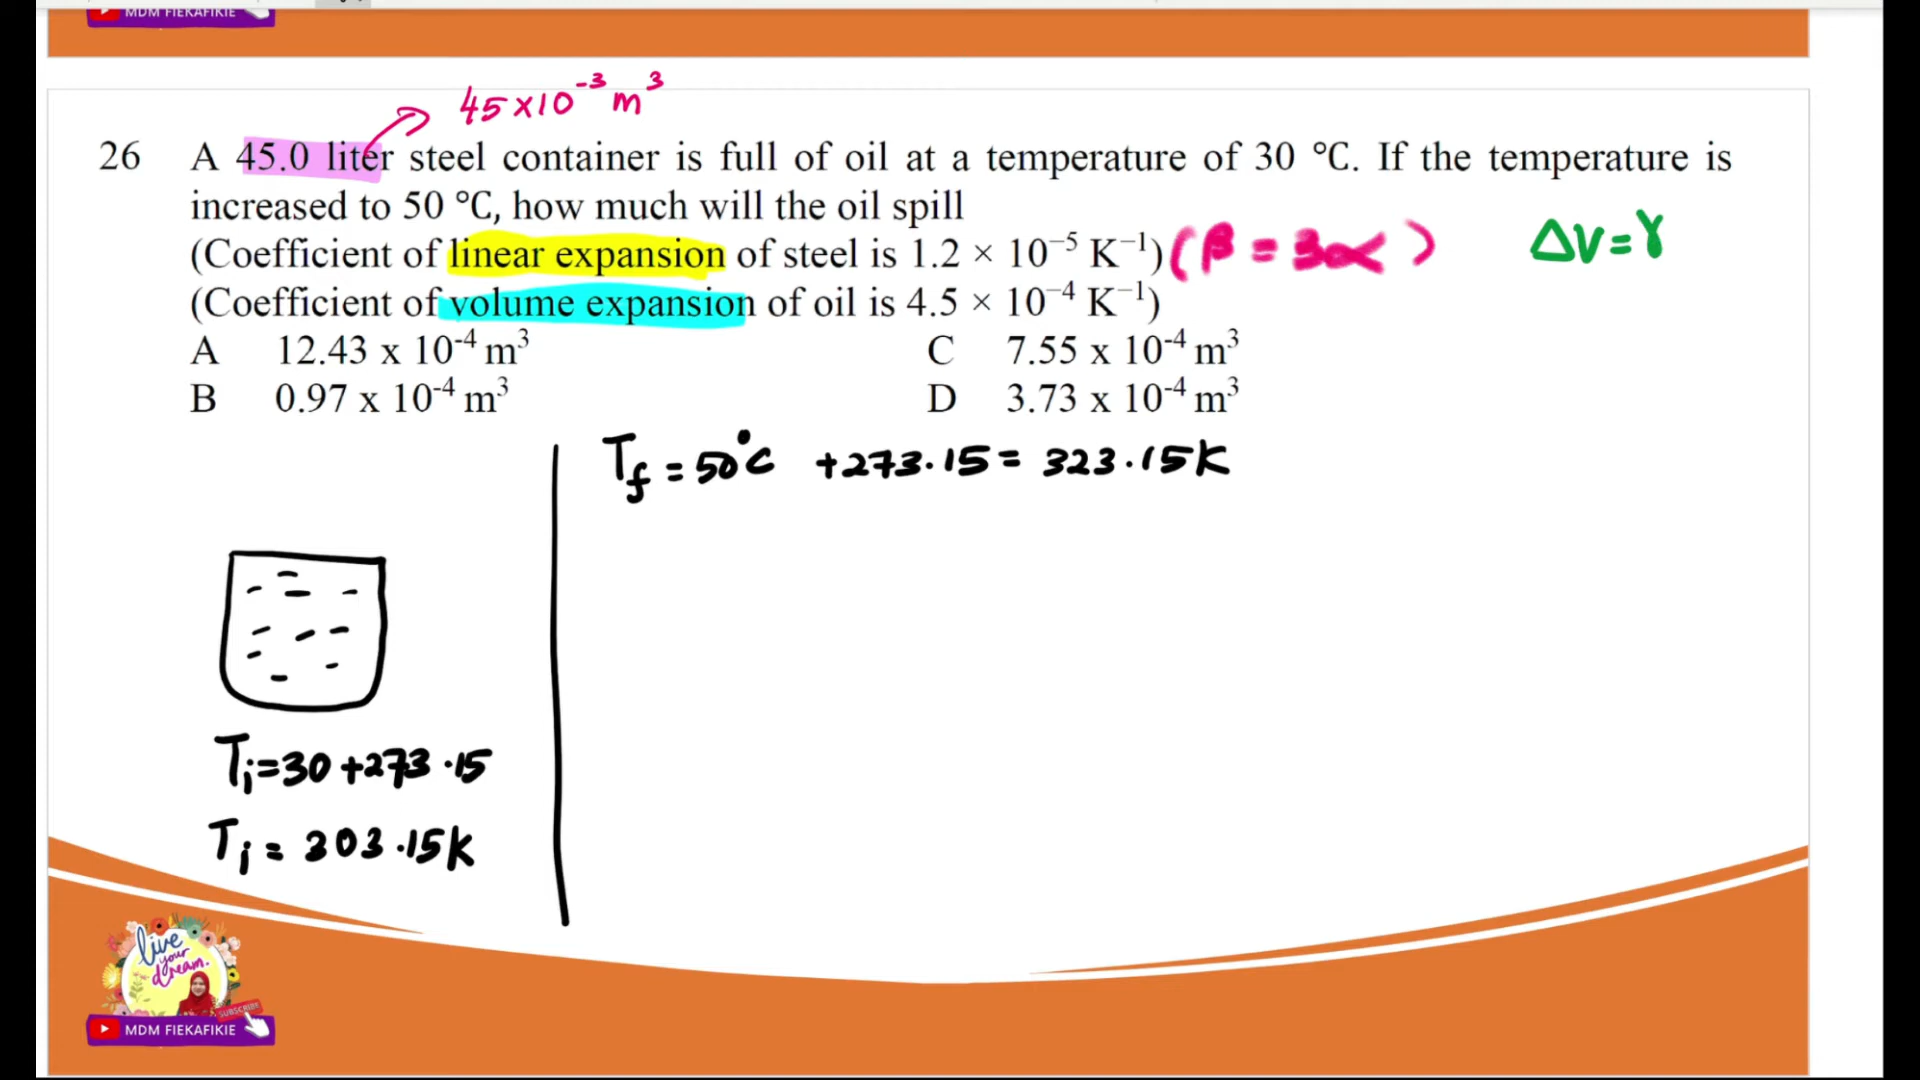 MDM FIEKAFIKIE
45×10⁻³ m³
26 A 45.0 liter steel container is full of oil at a temperature of 30 °C. If the temperature is
increased to 50 °C, how much will the oil spill
(Coefficient of linear expansion of steel is 1.2 × 10⁻⁵ K⁻¹) (β = 3α) ΔV = γ
(Coefficient of volume expansion of oil is 4.5 × 10⁻⁴ K⁻¹)
A 12.43 x 10⁻⁴ m³ C 7.55 x 10⁻⁴ m³
B 0.97 x 10⁻⁴ m³ D 3.73 x 10⁻⁴ m³
T_f = 50°C + 273.15 = 323.15K
T_i = 30 + 273.15
T_i = 303.15K
live
your
dream.
SUBSCRIBE
MDM FIEKAFIKIE